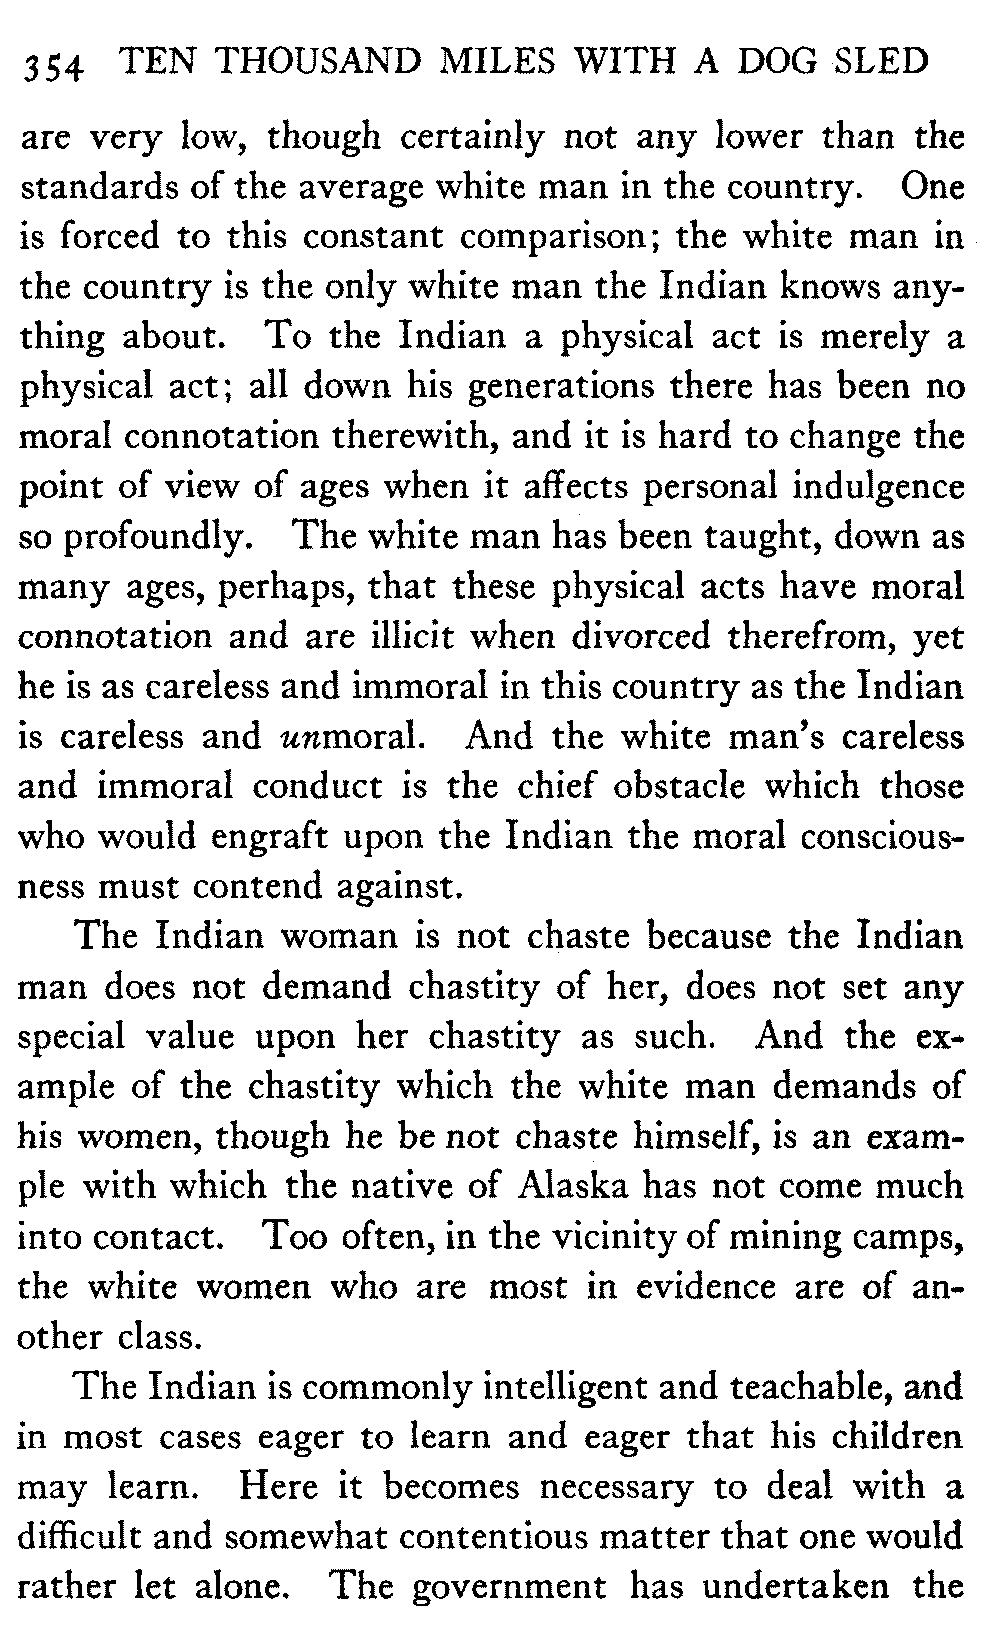 354 TEN THOUSAND MILES WITH A DOG SLED
are very low, though certainly not any lower than the
standards of the average white man in the country. One
is forced to this constant comparison; the white man in
the country is the only white man the Indian knows any-
thing about. To the Indian a physical act is merely a
physical act; all down his generations there has been no
moral connotation therewith, and it is hard to change the
point of view of ages when it affects personal indulgence
so profoundly. The white man has been taught, down as
many ages, perhaps, that these physical acts have moral
connotation and are illicit when divorced therefrom, yet
he is as careless and immoral in this country as the Indian
is careless and unmoral. And the white man's careless
and immoral conduct is the chief obstacle which those
who would engraft upon the Indian the moral conscious-
ness must contend against.
The Indian woman is not chaste because the Indian
man does not demand chastity of her, does not set any
special value upon her chastity as such. And the ex-
ample of the chastity which the white man demands of
his women, though he be not chaste himself, is an exam-
ple with which the native of Alaska has not come much
into contact. Too often, in the vicinity of mining camps,
the white women who are most in evidence are of an-
other class.
The Indian is commonly intelligent and teachable, and
in most cases eager to learn and eager that his children
may learn. Here it becomes necessary to deal with a
difficult and somewhat contentious matter that one would
rather let alone. The government has undertaken the